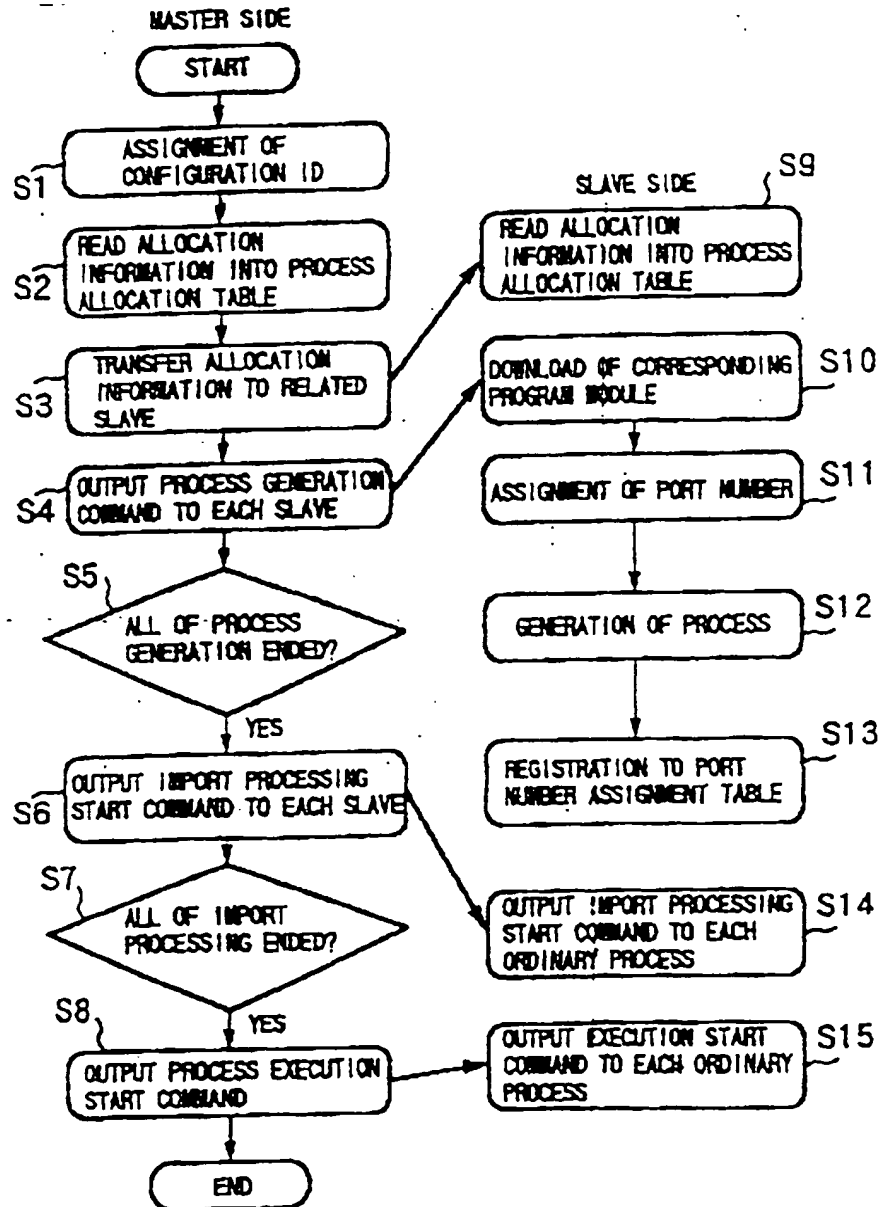 MASTER SIDE
START
S1
ASSIGNMENT OF
CONFIGURATION ID
S2
READ ALLOCATION
INFORMATION INTO PROCESS
ALLOCATION TABLE
S3
TRANSFER ALLOCATION
INFORMATION TO RELATED
SLAVE
S4
OUTPUT PROCESS GENERATION
COMMAND TO EACH SLAVE
S5
ALL OF PROCESS
GENERATION ENDED?
YES
S6
OUTPUT IMPORT PROCESSING
START COMMAND TO EACH SLAVE
S7
ALL OF IMPORT
PROCESSING ENDED?
YES
S8
OUTPUT PROCESS EXECUTION
START COMMAND
END
SLAVE SIDE
S9
READ ALLOCATION
INFORMATION INTO PROCESS
ALLOCATION TABLE
S10
DOWNLOAD OF CORRESPONDING
PROGRAM MODULE
S11
ASSIGNMENT OF PORT NUMBER
S12
GENERATION OF PROCESS
S13
REGISTRATION TO PORT
NUMBER ASSIGNMENT TABLE
S14
OUTPUT IMPORT PROCESSING
START COMMAND TO EACH
ORDINARY PROCESS
S15
OUTPUT EXECUTION START
COMMAND TO EACH ORDINARY
PROCESS